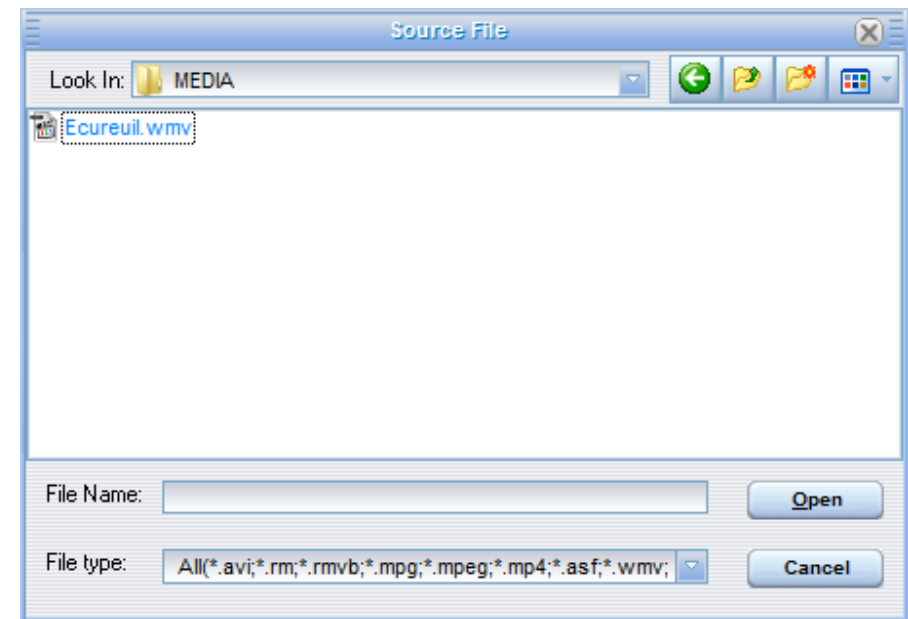 Source File
Look In: MEDIA
Ecureuil.wmv
File Name:
Open
File type: All(*.avi;*.rm;*.rmvb;*.mpg;*.mpeg;*.mp4;*.asf;*.wmv;
Cancel